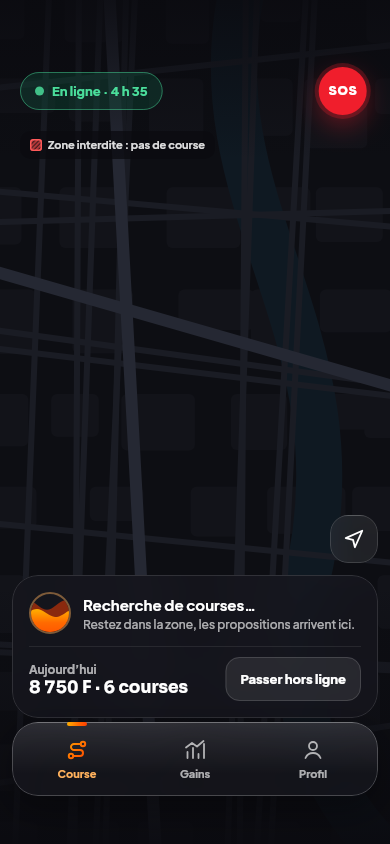 En ligne · 4 h 35
SOS
Zone interdite : pas de course
Recherche de courses…
Restez dans la zone, les propositions arrivent ici.
Aujourd’hui
8 750 F · 6 courses
Passer hors ligne
Course
Gains
Profil